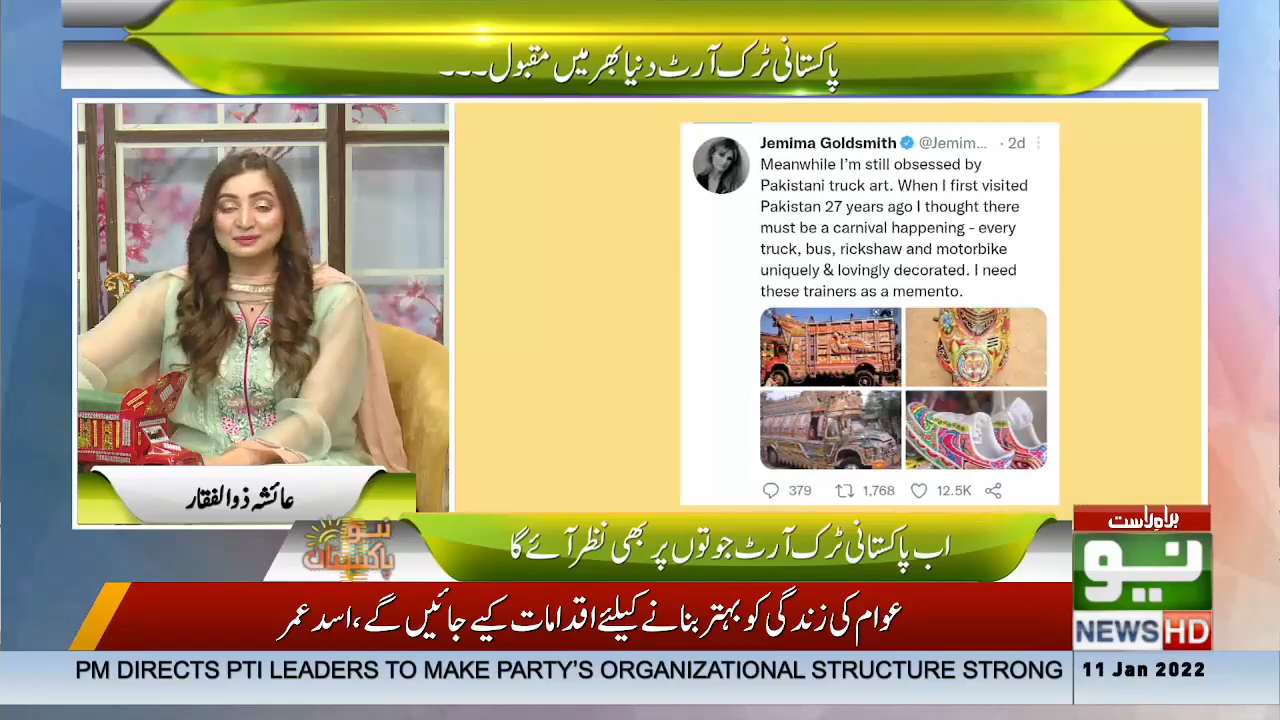 پاکستانی ٹرک آرٹ دنیا بھر میں مقبول۔۔۔
Jemima Goldsmith @Jemim... · 2d
Meanwhile I'm still obsessed by
Pakistani truck art. When I first visited
Pakistan 27 years ago I thought there
must be a carnival happening - every
truck, bus, rickshaw and motorbike
uniquely & lovingly decorated. I need
these trainers as a memento.
379 1,768 12.5K
عائشہ ذوالفقار
براہِ راست
نیوز پاکستان
اب پاکستانی ٹرک آرٹ جوتوں پر بھی نظر آئے گا
نیو
NEWS HD
عوام کی زندگی کو بہتر بنانے کیلئے اقدامات کیے جائیں گے،اسد عمر
PM DIRECTS PTI LEADERS TO MAKE PARTY'S ORGANIZATIONAL STRUCTURE STRONG
11 Jan 2022